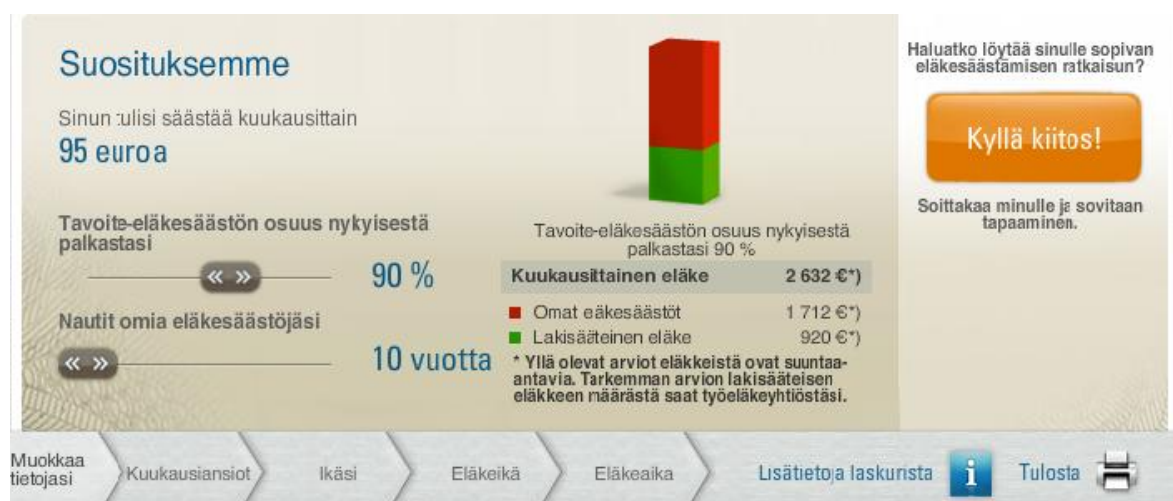 Suosituksemme
Sinun tulisi säästää kuukausittain
95 euroa
Tavoite-eläkesäästön osuus nykyisestä
palkastasi
« »
90 %
Nautit omia eläkesäästöjäsi
« »
10 vuotta
Tavoite-eläkesäästön osuus nykyisestä
palkastasi 90 %
Kuukausittainen eläke 2 632 €*)
Omat eäkesäästöt 1 712 €*)
Lakisääteinen eläke 920 €*)
* Yllä olevat arviot eläkkeistä ovat suuntaa-
antavia. Tarkemman arvion lakisääteisen
eläkkeen määrästä saat työeläkeyhtiöstäsi.
Haluatko löytää sinulle sopivan
eläkesäästämisen ratkaisun?
Kyllä kiitos!
Soittakaa minulle ja sovitaan
tapaaminen.
Muokkaa
tietojasi
Kuukausiansiot
Ikäsi
Eläkeikä
Eläkeaika
Lisätietoja laskurista
i
Tulosta